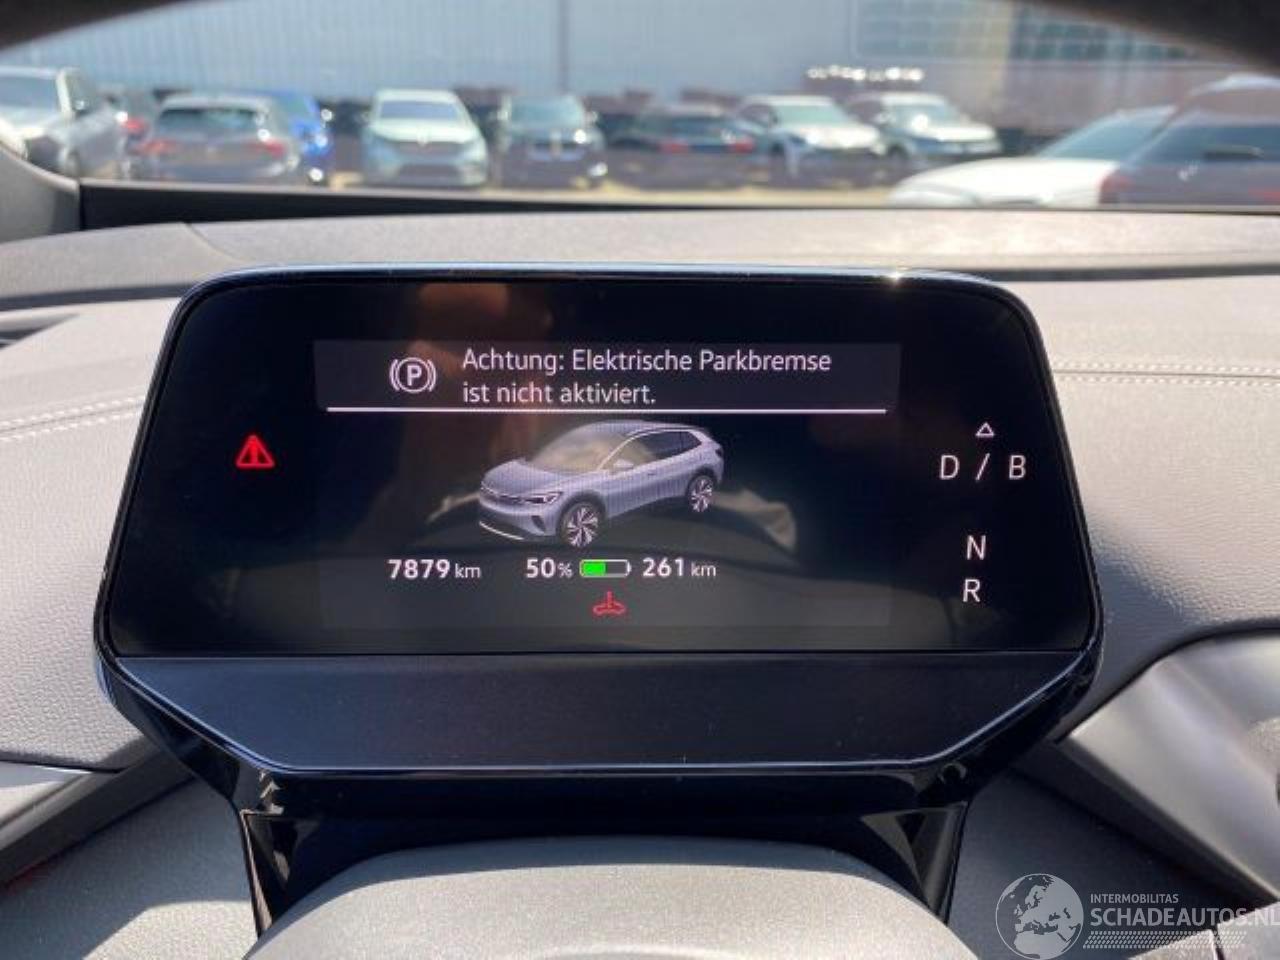 Achtung: Elektrische Parkbremse
ist nicht aktiviert.
P
D / B
N
R
7879 km 50% 261 km
INTERMOBILITAS
SCHADEAUTOS.NL